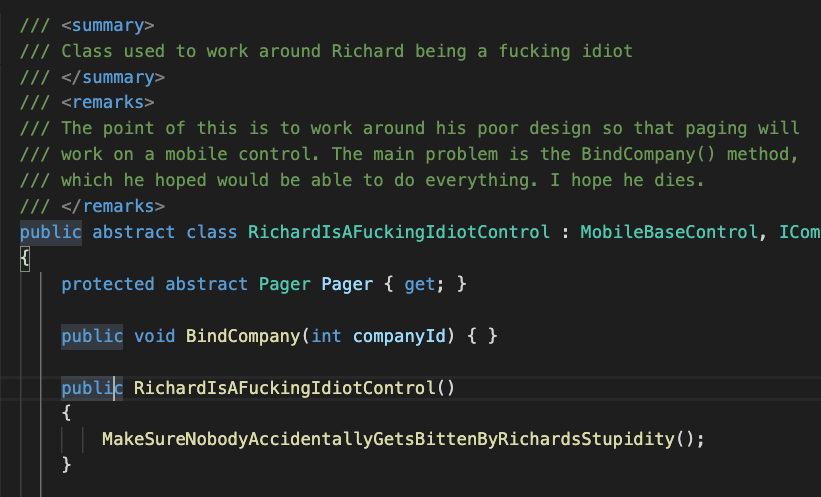 /// <summary>
/// Class used to work around Richard being a fucking idiot
/// </summary>
/// <remarks>
/// The point of this is to work around his poor design so that paging will
/// work on a mobile control. The main problem is the BindCompany() method,
/// which he hoped would be able to do everything. I hope he dies.
/// </remarks>
public abstract class RichardIsAFuckingIdiotControl : MobileBaseControl, ICom
{
protected abstract Pager Pager { get; }
public void BindCompany(int companyId) { }
public RichardIsAFuckingIdiotControl()
{
MakeSureNobodyAccidentallyGetsBittenByRichardsStupidity();
}